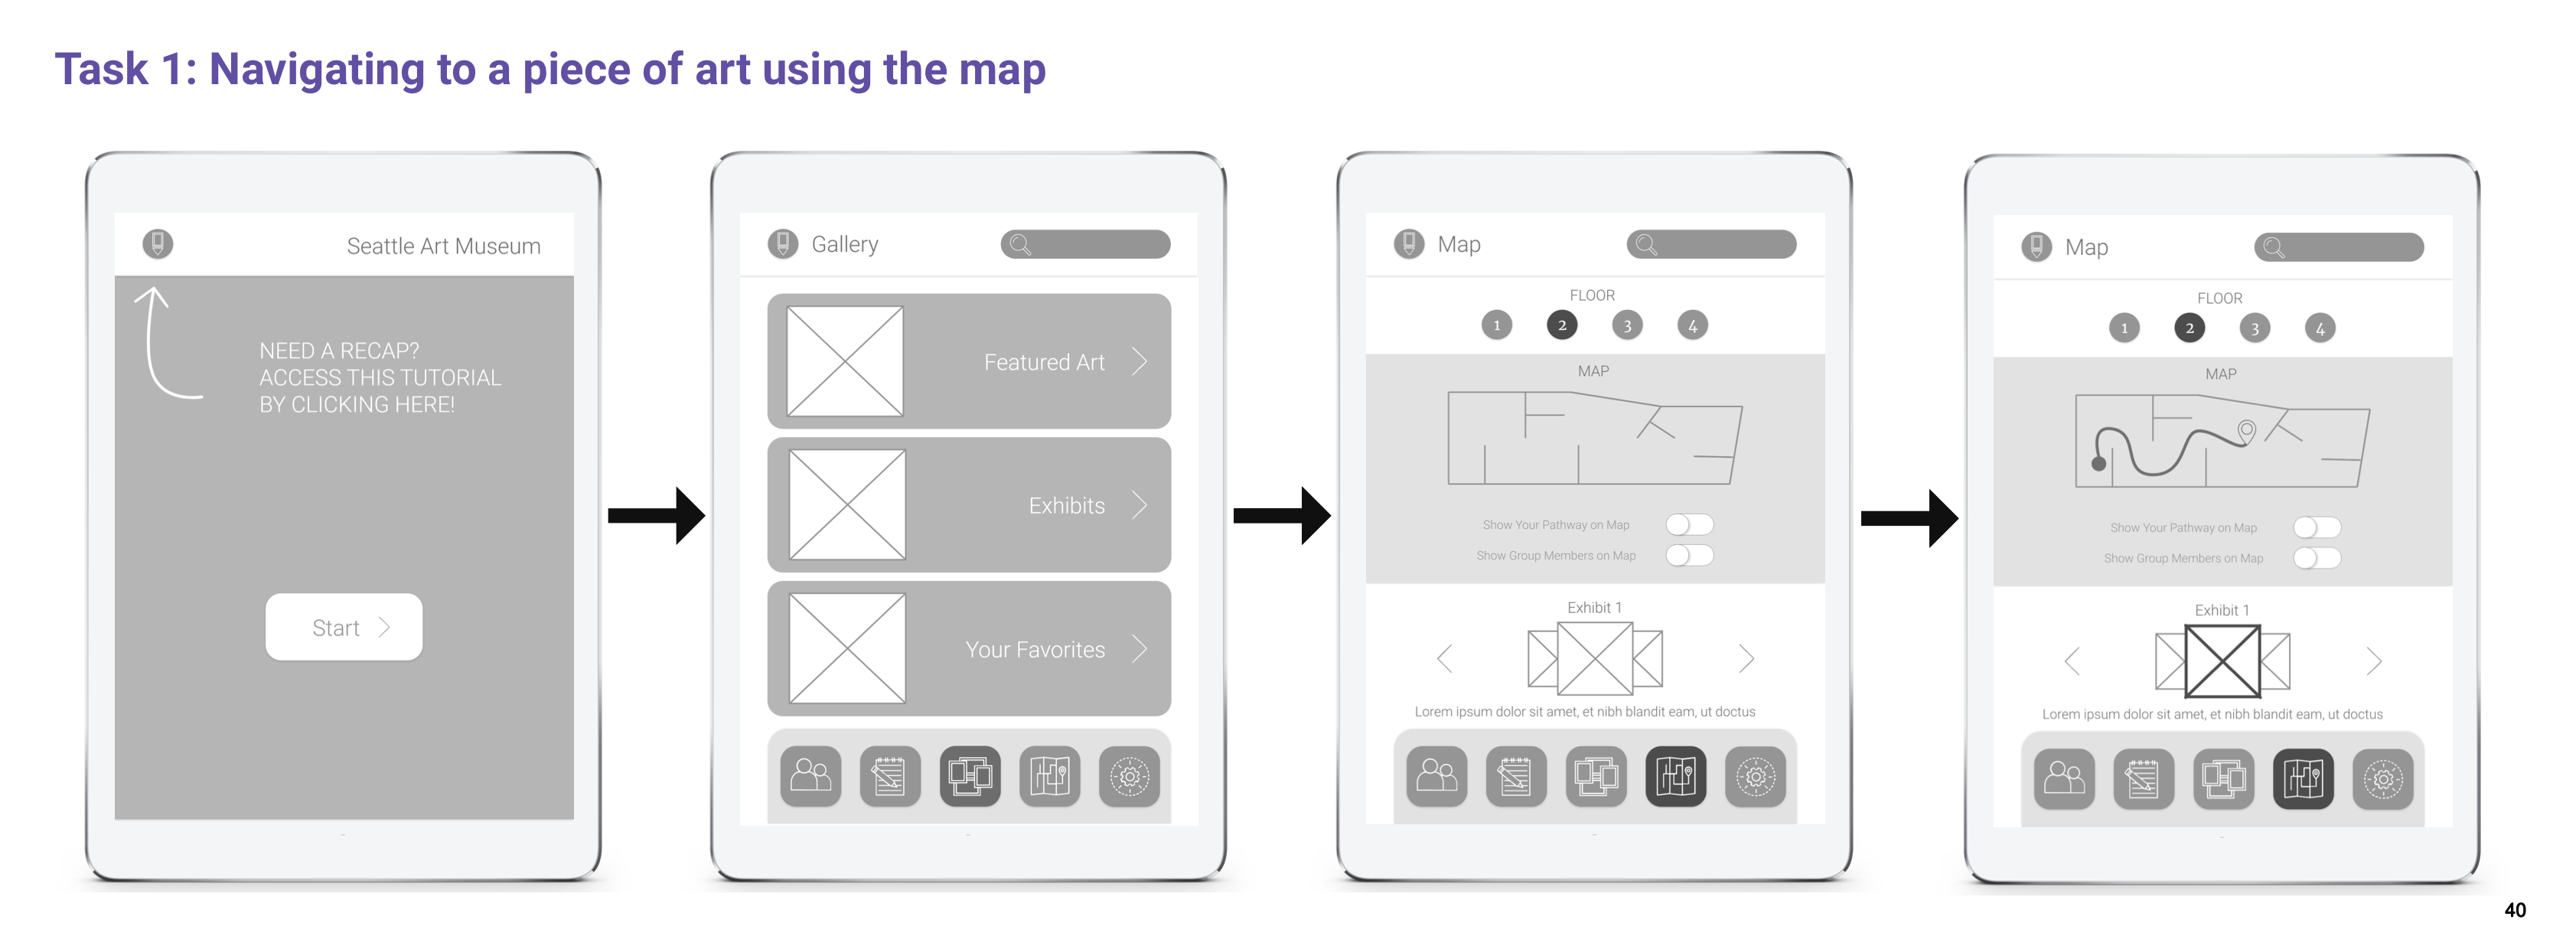 Task 1: Navigating to a piece of art using the map
Seattle Art Museum
NEED A RECAP?
ACCESS THIS TUTORIAL
BY CLICKING HERE!
Start
Gallery
Featured Art
Exhibits
Your Favorites
Map
FLOOR
1 2 3 4
MAP
Show Your Pathway on Map
Show Group Members on Map
Exhibit 1
Lorem ipsum dolor sit amet, et nibh blandit eam, ut doctus
Map
FLOOR
1 2 3 4
MAP
Show Your Pathway on Map
Show Group Members on Map
Exhibit 1
Lorem ipsum dolor sit amet, et nibh blandit eam, ut doctus
40